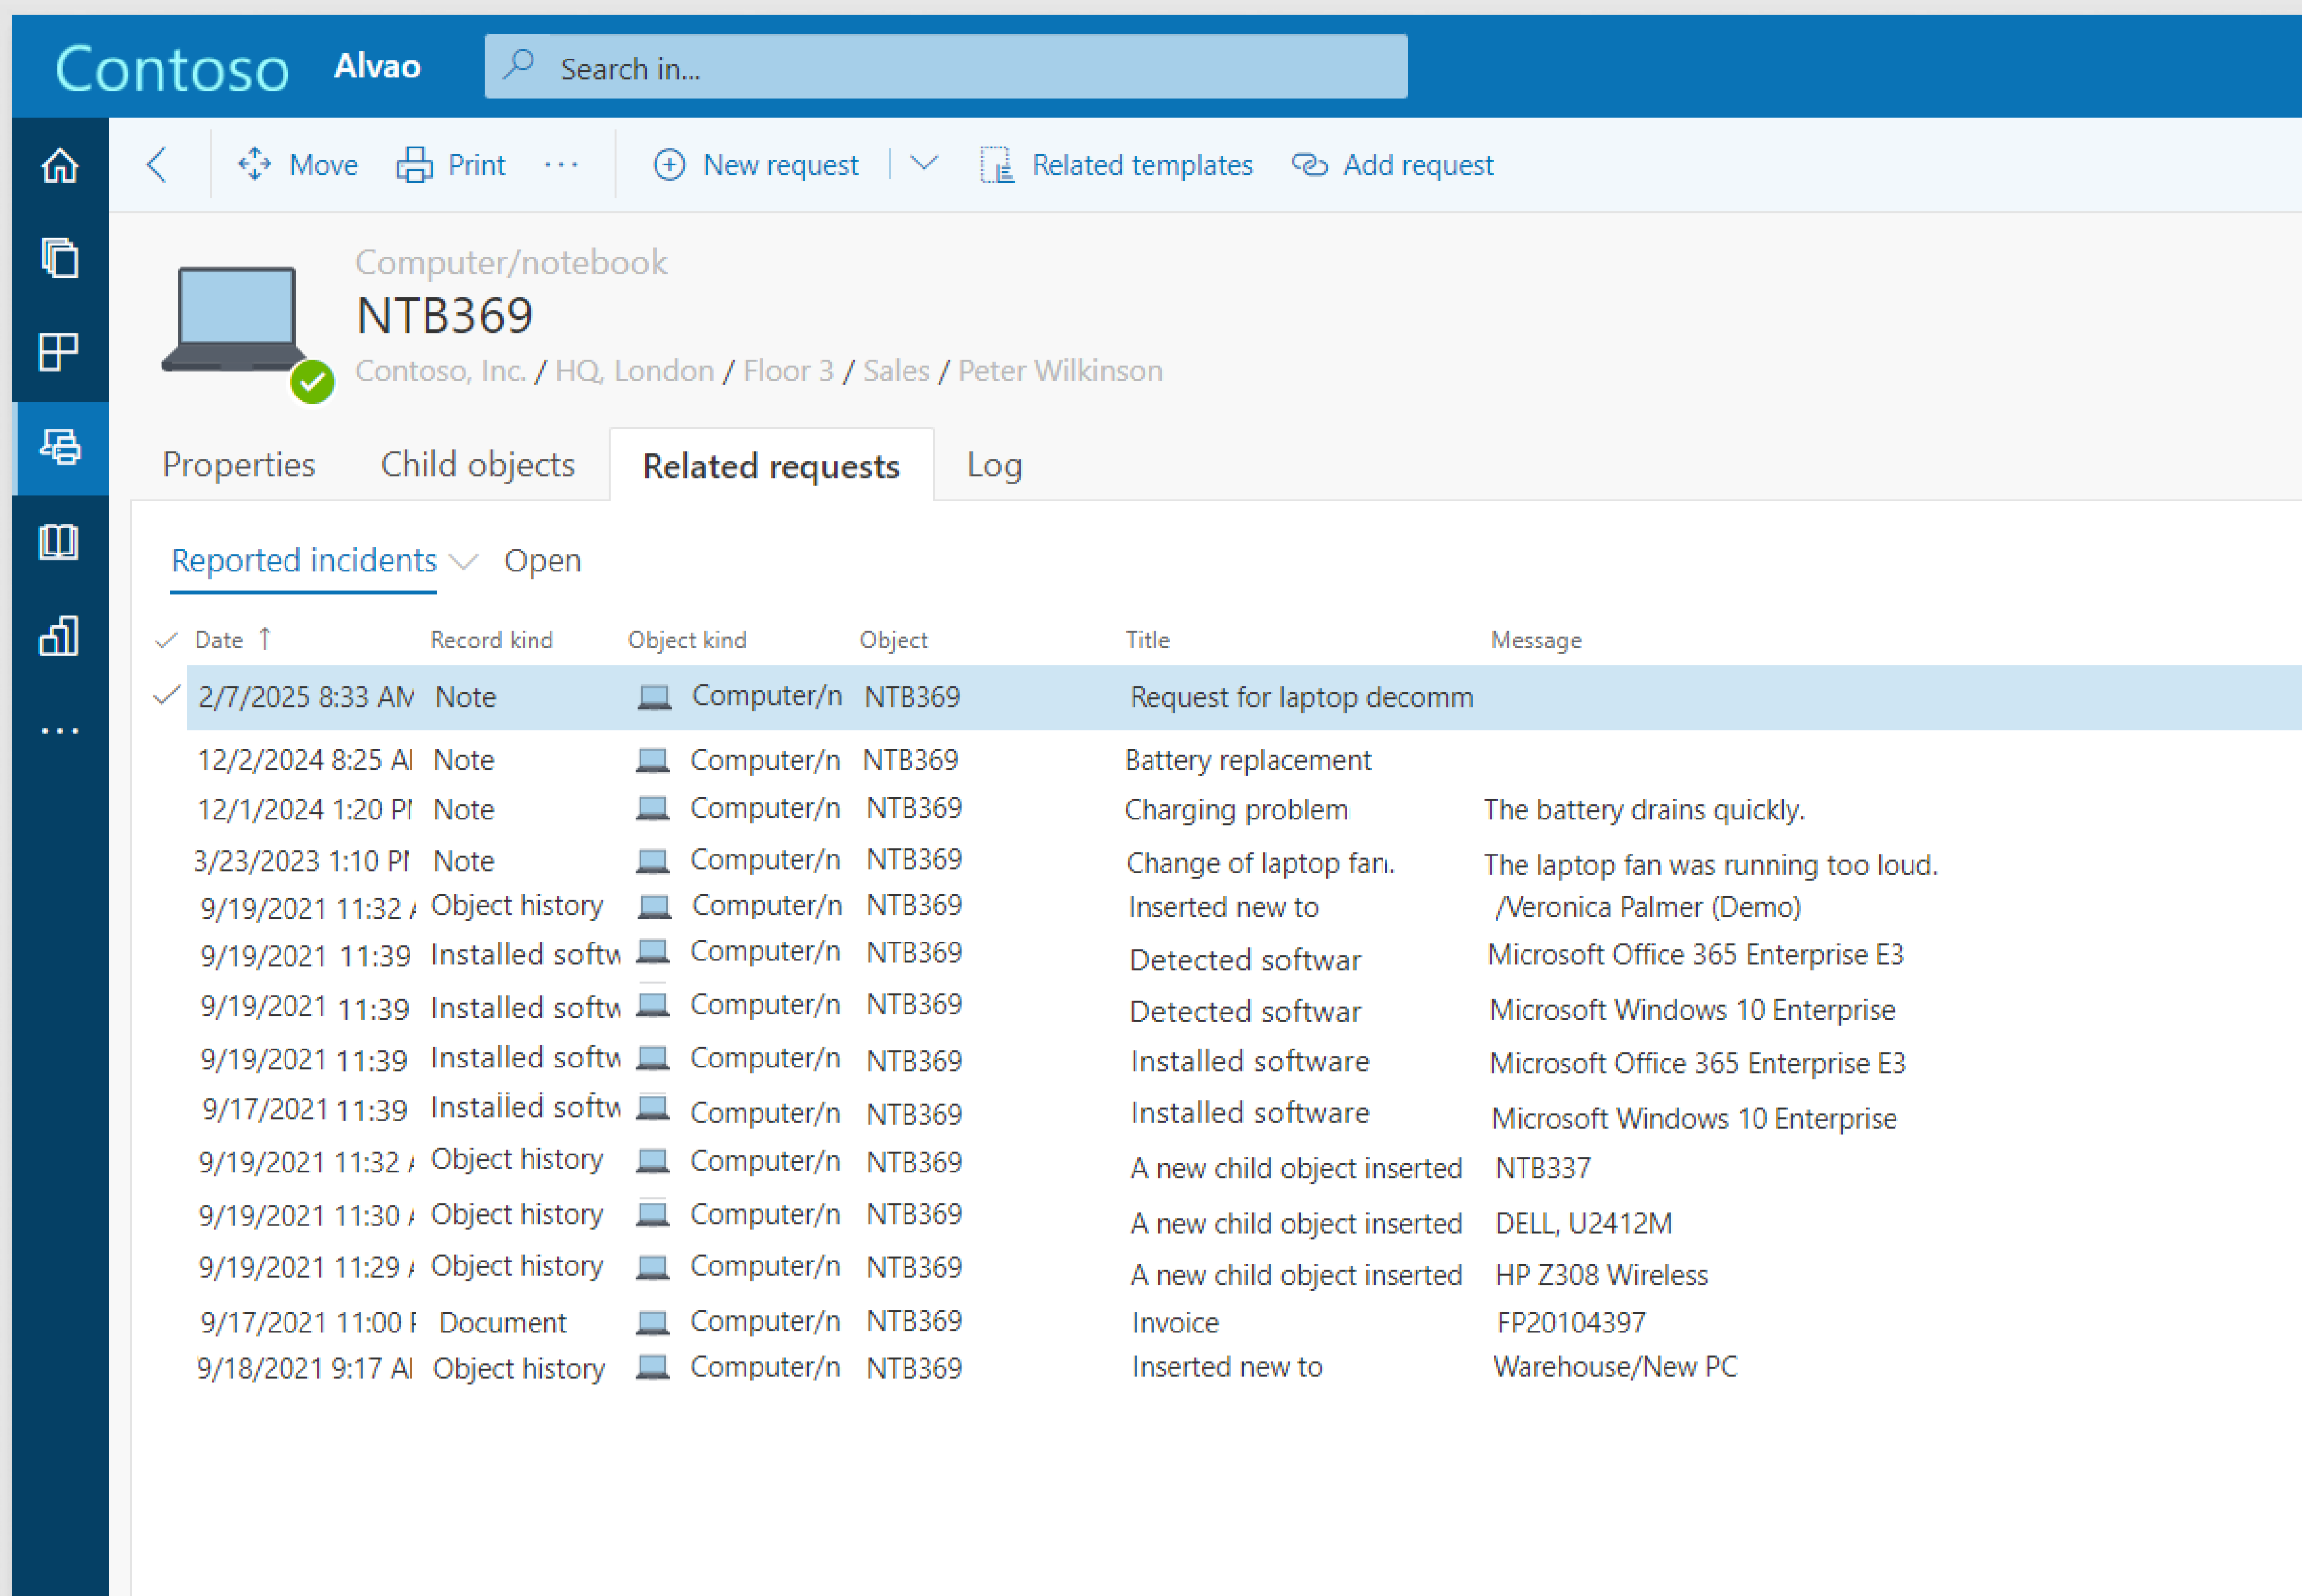 Contoso Alvao Search in...
Move Print ··· New request Related templates Add request
Computer/notebook
NTB369
Contoso, Inc. / HQ, London / Floor 3 / Sales / Peter Wilkinson
Properties Child objects Related requests Log
Reported incidents Open
Date ↑ Record kind Object kind Object Title Message
2/7/2025 8:33 AM Note Computer/n NTB369 Request for laptop decomm
12/2/2024 8:25 Al Note Computer/n NTB369 Battery replacement
12/1/2024 1:20 PI Note Computer/n NTB369 Charging problem The battery drains quickly.
3/23/2023 1:10 PI Note Computer/n NTB369 Change of laptop fan. The laptop fan was running too loud.
9/19/2021 11:32 Object history Computer/n NTB369 Inserted new to /Veronica Palmer (Demo)
9/19/2021 11:39 Installed softw Computer/n NTB369 Detected softwar Microsoft Office 365 Enterprise E3
9/19/2021 11:39 Installed softw Computer/n NTB369 Detected softwar Microsoft Windows 10 Enterprise
9/19/2021 11:39 Installed softw Computer/n NTB369 Installed software Microsoft Office 365 Enterprise E3
9/17/2021 11:39 Installed softw Computer/n NTB369 Installed software Microsoft Windows 10 Enterprise
9/19/2021 11:32 Object history Computer/n NTB369 A new child object inserted NTB337
9/19/2021 11:30 Object history Computer/n NTB369 A new child object inserted DELL, U2412M
9/19/2021 11:29 Object history Computer/n NTB369 A new child object inserted HP Z308 Wireless
9/17/2021 11:00 Document Computer/n NTB369 Invoice FP20104397
9/18/2021 9:17 Al Object history Computer/n NTB369 Inserted new to Warehouse/New PC